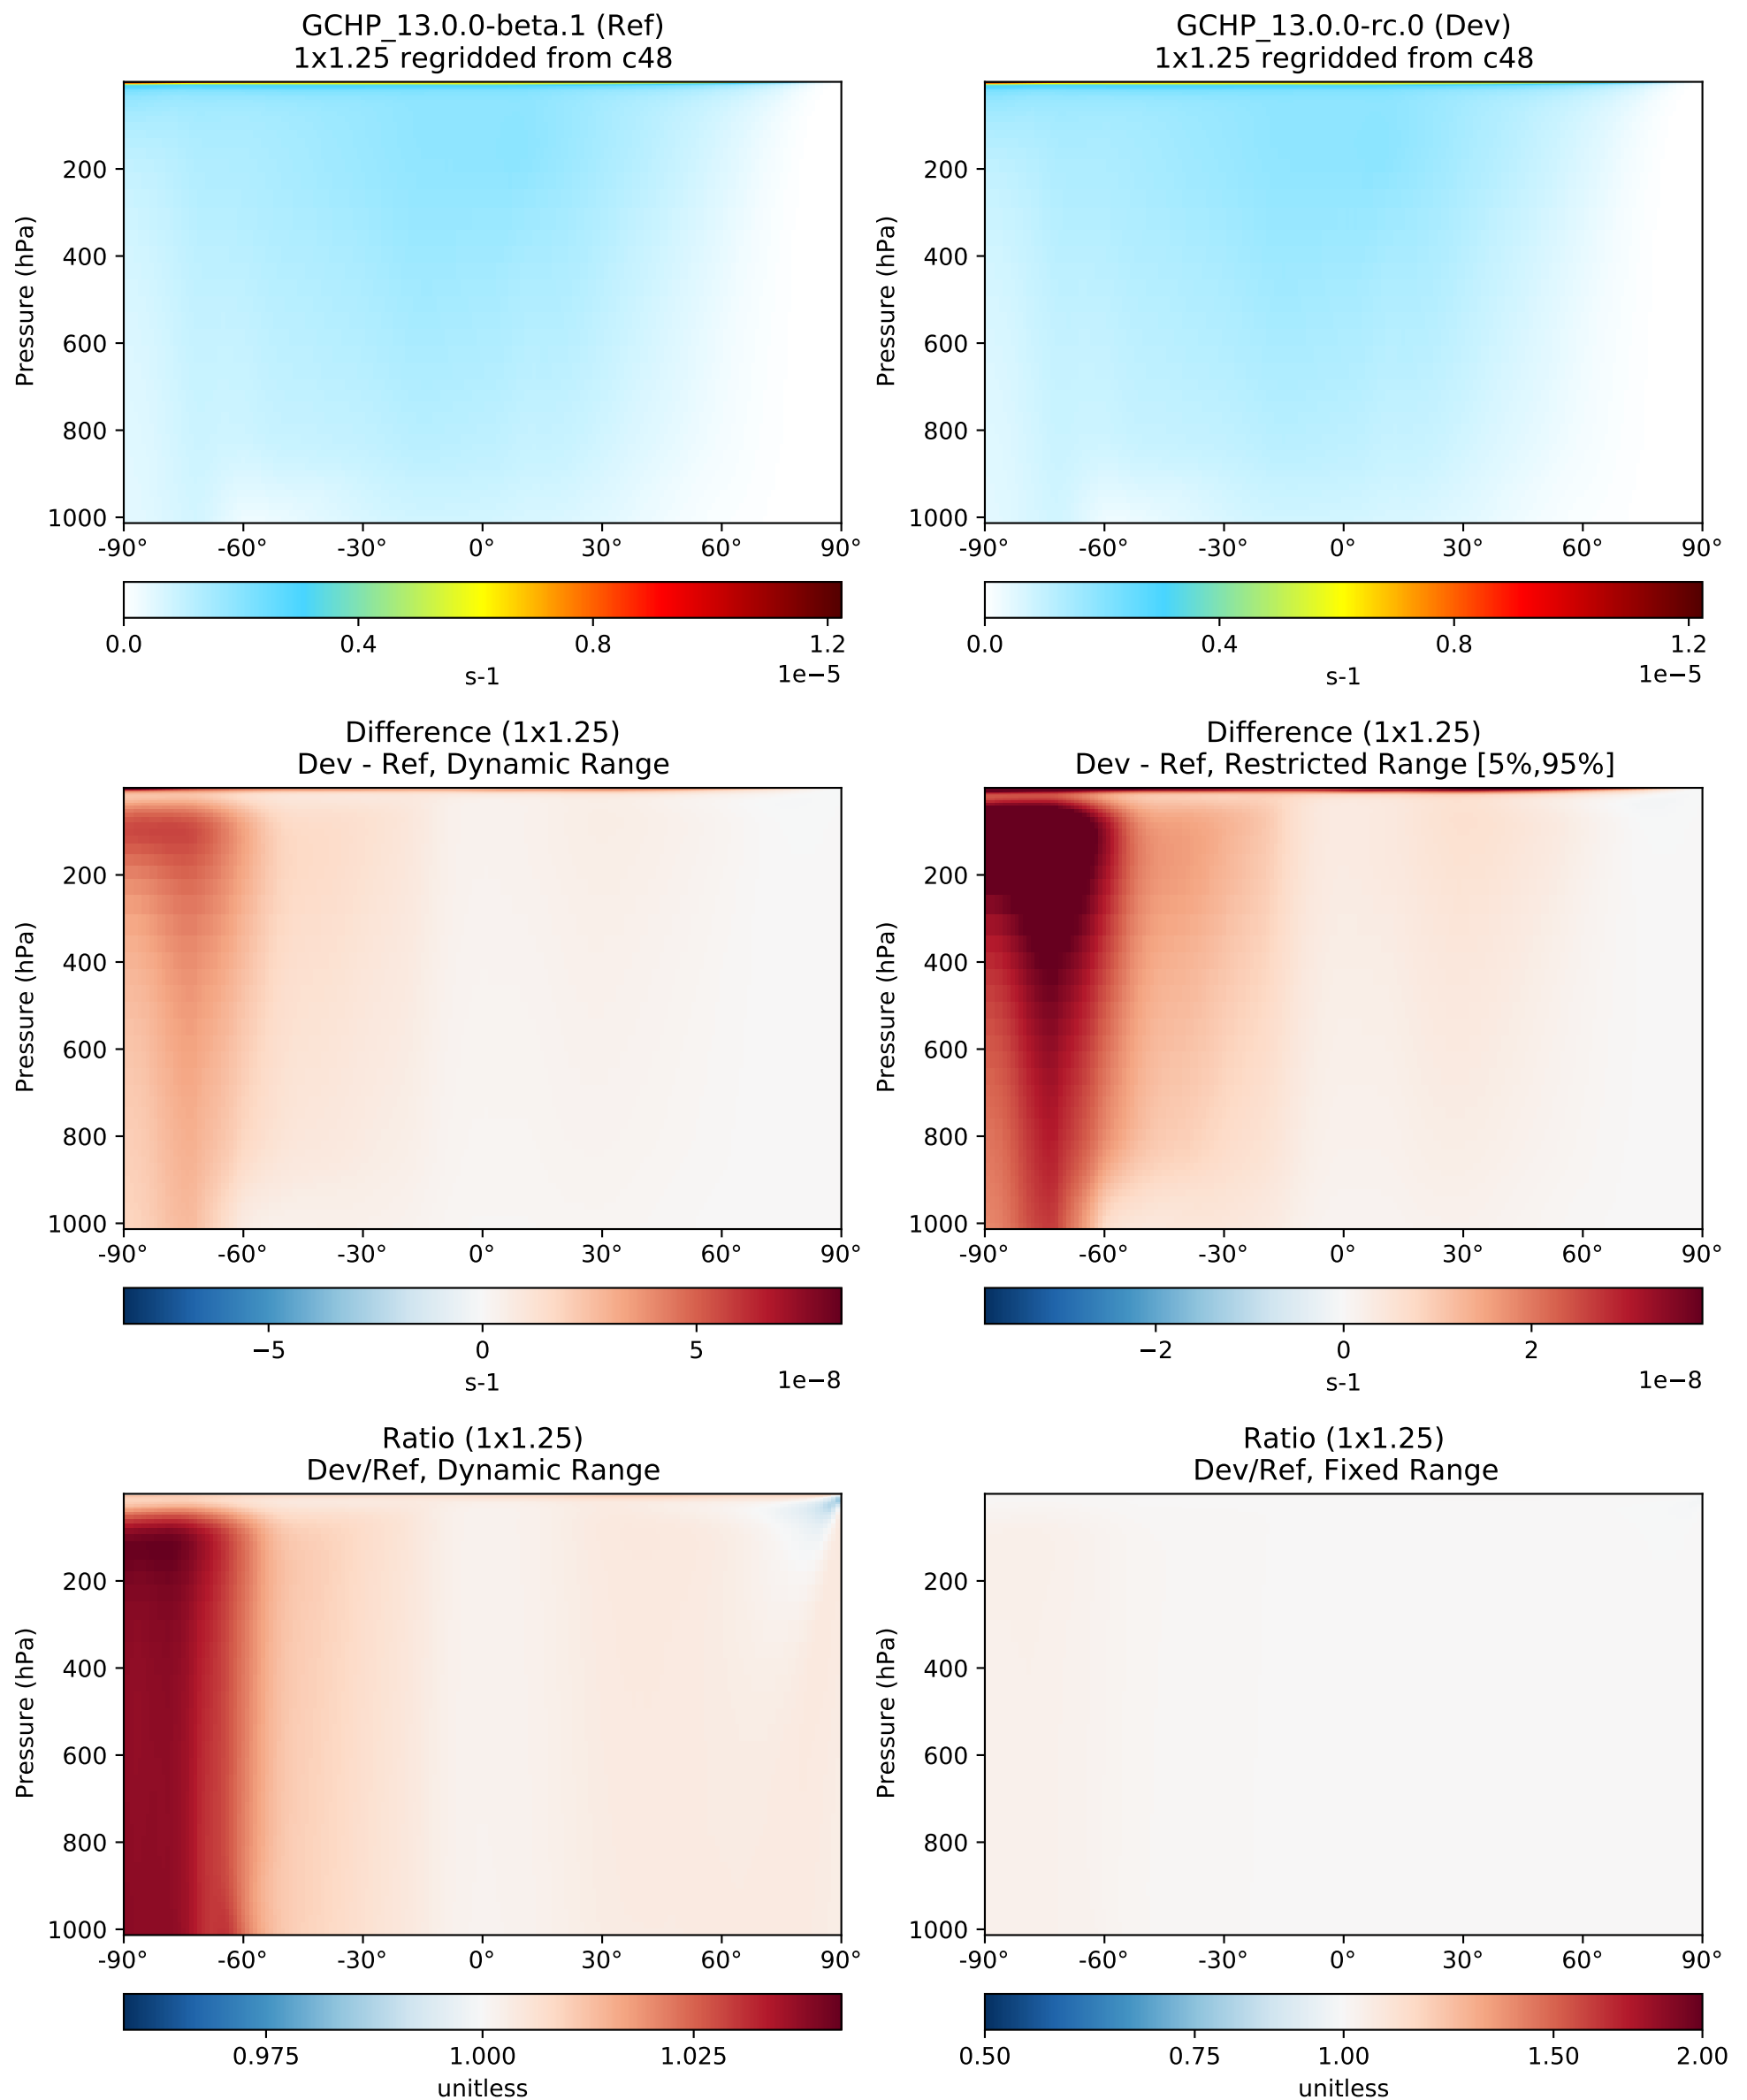 GCHP_13.0.0-beta.1 (Ref)
1x1.25 regridded from c48
Pressure (hPa)
200
400
600
800
1000
-90° -60° -30° 0° 30° 60° 90°
0.0 0.4 0.8 1.2
1e−5
s-1
GCHP_13.0.0-rc.0 (Dev)
1x1.25 regridded from c48
Pressure (hPa)
200
400
600
800
1000
-90° -60° -30° 0° 30° 60° 90°
0.0 0.4 0.8 1.2
1e−5
s-1
Difference (1x1.25)
Dev - Ref, Dynamic Range
Pressure (hPa)
200
400
600
800
1000
-90° -60° -30° 0° 30° 60° 90°
−5 0 5
1e−8
s-1
Difference (1x1.25)
Dev - Ref, Restricted Range [5%,95%]
Pressure (hPa)
200
400
600
800
1000
-90° -60° -30° 0° 30° 60° 90°
−2 0 2
1e−8
s-1
Ratio (1x1.25)
Dev/Ref, Dynamic Range
Pressure (hPa)
200
400
600
800
1000
-90° -60° -30° 0° 30° 60° 90°
0.975 1.000 1.025
unitless
Ratio (1x1.25)
Dev/Ref, Fixed Range
Pressure (hPa)
200
400
600
800
1000
-90° -60° -30° 0° 30° 60° 90°
0.50 0.75 1.00 1.50 2.00
unitless